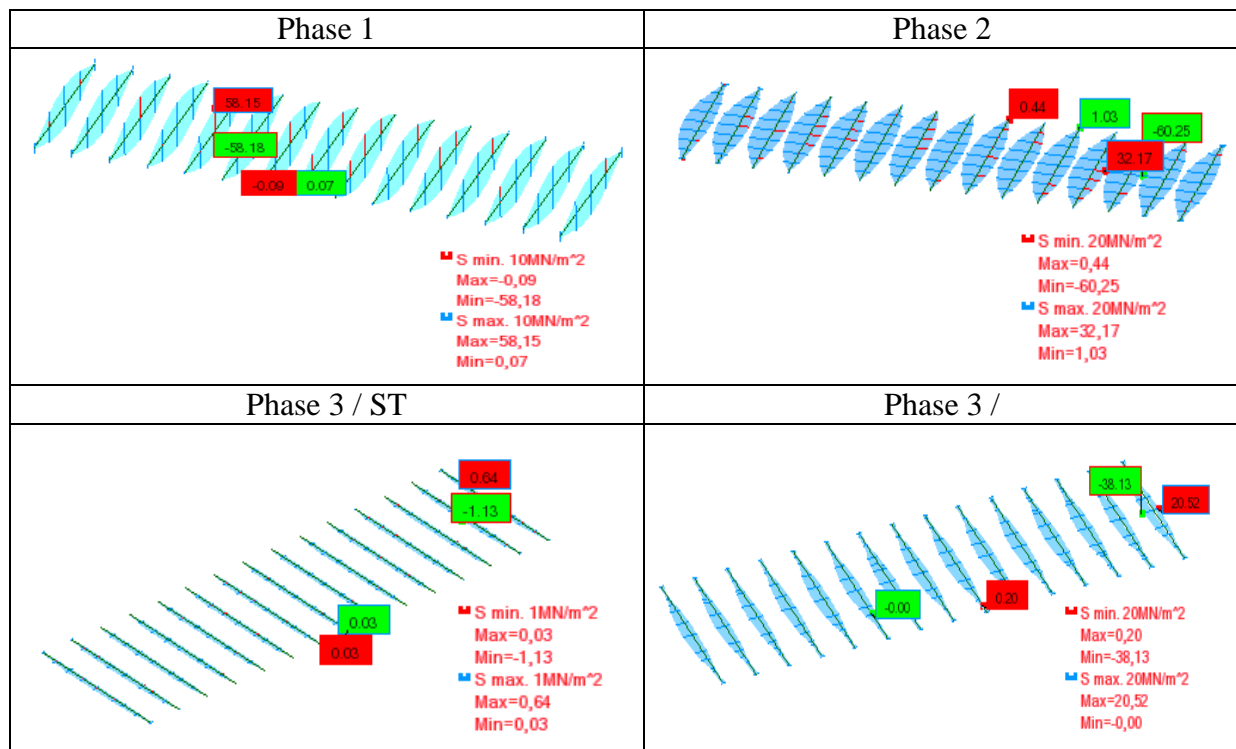 Phase 1
58.15
-58.18
-0.09 0.07
S min. 10MN/m^2
Max=-0,09
Min=-58,18
S max. 10MN/m^2
Max=58,15
Min=0,07
Phase 2
0.44
1.03
-60.25
32.17
S min. 20MN/m^2
Max=0,44
Min=-60,25
S max. 20MN/m^2
Max=32,17
Min=1,03
Phase 3 / ST
0.64
-1.13
0.03
0.03
S min. 1MN/m^2
Max=0,03
Min=-1,13
S max. 1MN/m^2
Max=0,64
Min=0,03
Phase 3 /
-38.13
20.52
-0.00
0.20
S min. 20MN/m^2
Max=0,20
Min=-38,13
S max. 20MN/m^2
Max=20,52
Min=-0,00